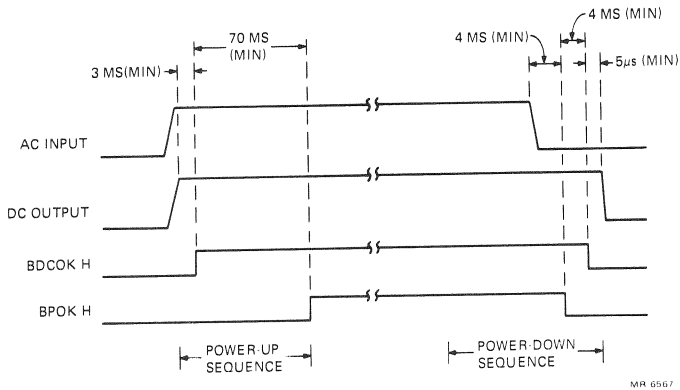 4 MS (MIN)
70 MS
(MIN)
4 MS (MIN)
3 MS(MIN)
5µs (MIN)
AC INPUT
DC OUTPUT
BDCOK H
BPOK H
POWER-UP
SEQUENCE
POWER-DOWN
SEQUENCE
MR 6567